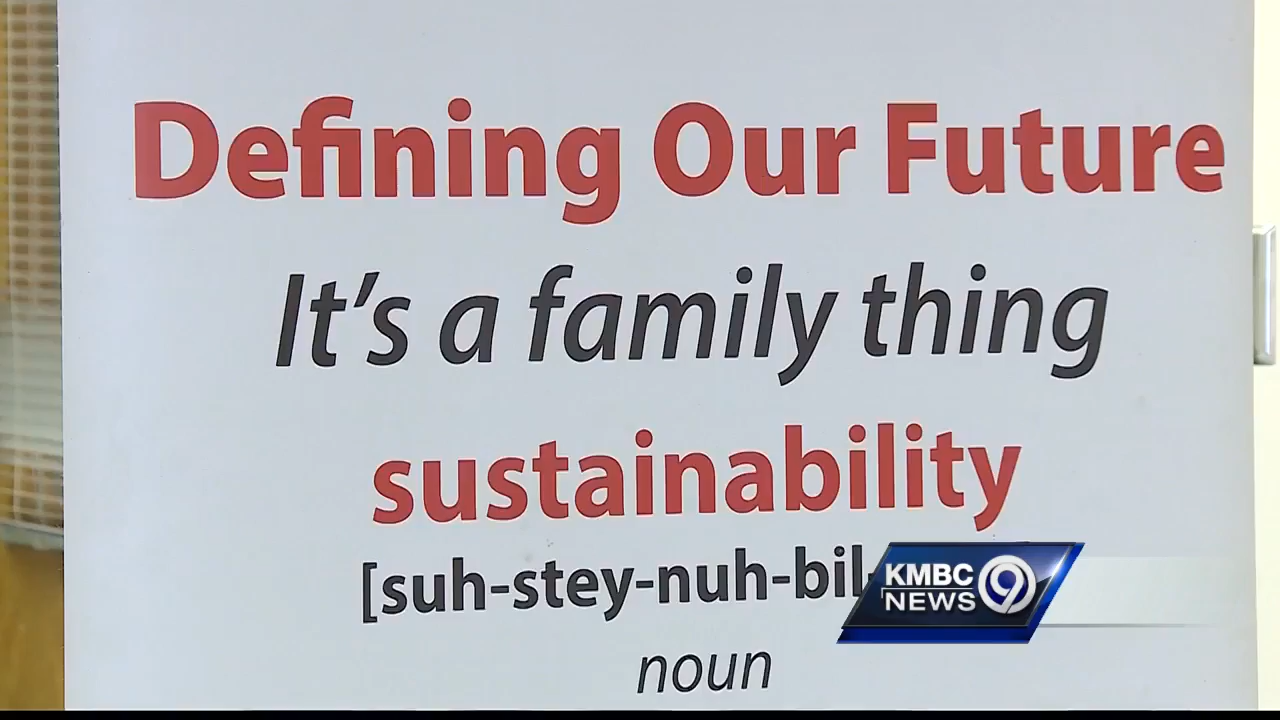 Defining Our Future
It's a family thing
sustainability
[suh-stey-nuh-bil-
noun
KMBC
NEWS 9